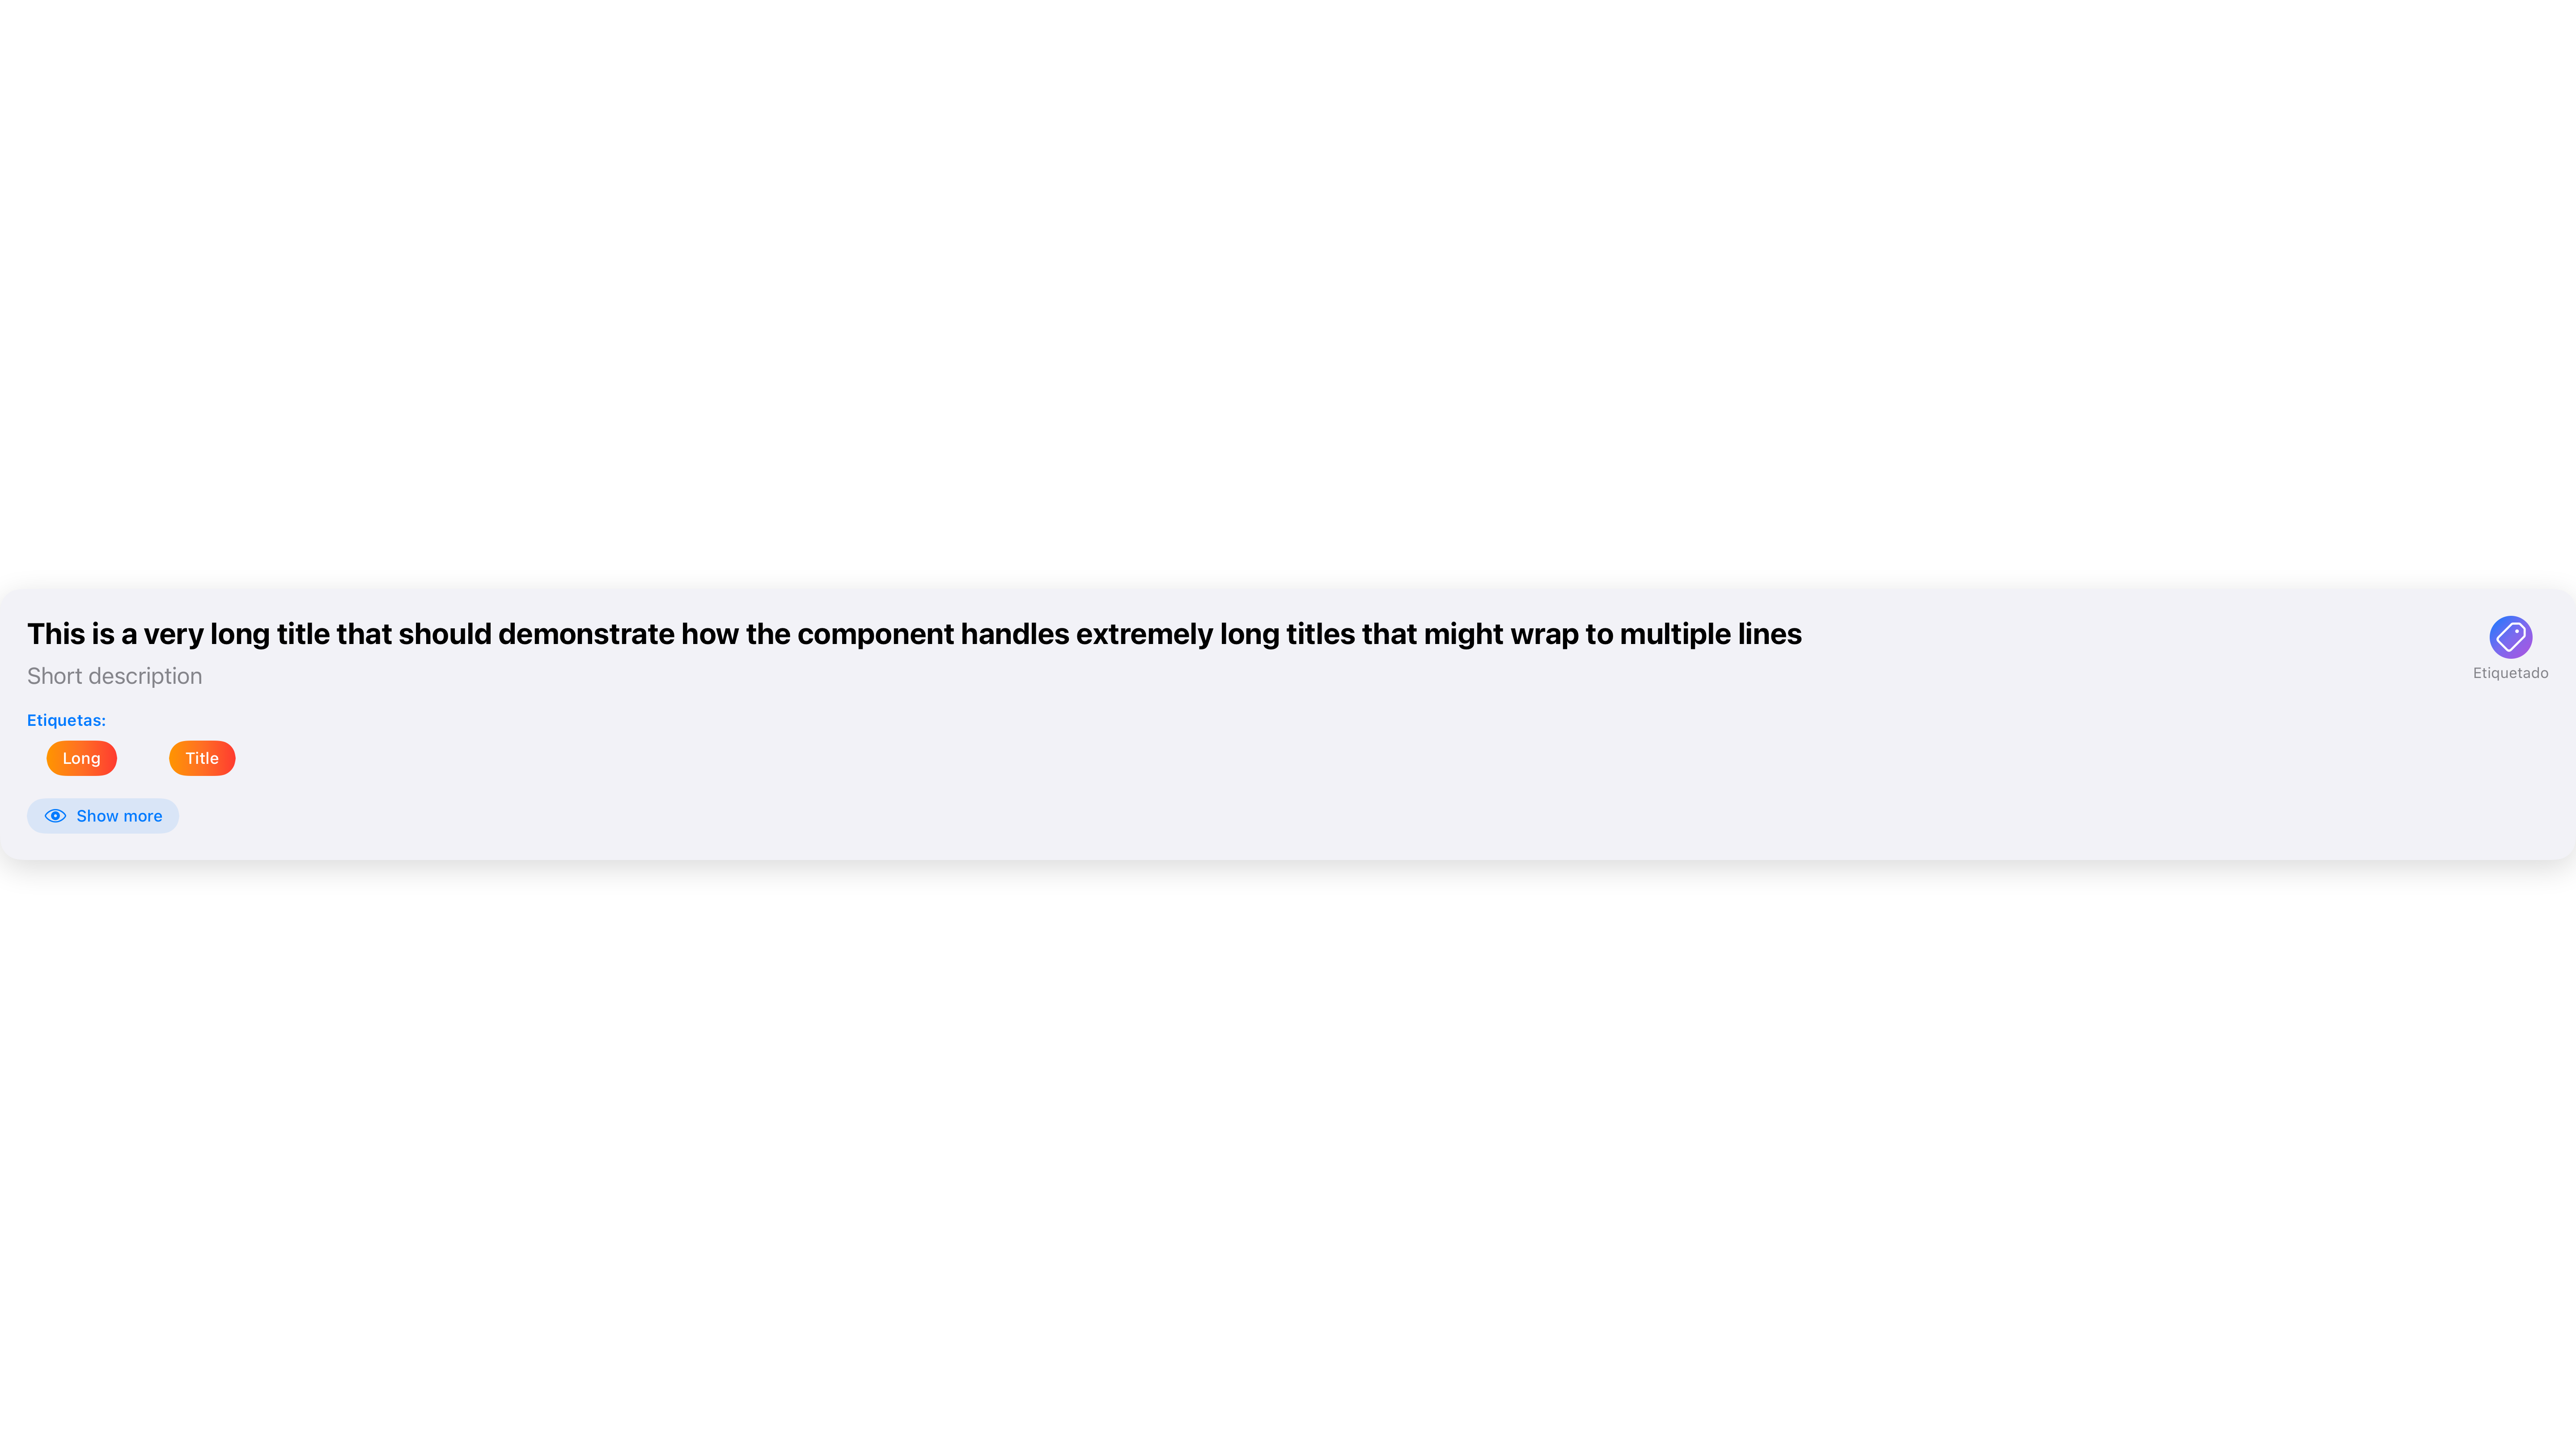 This is a very long title that should demonstrate how the component handles extremely long titles that might wrap to multiple lines
Short description
Etiquetado
Etiquetas:
Long Title
Show more